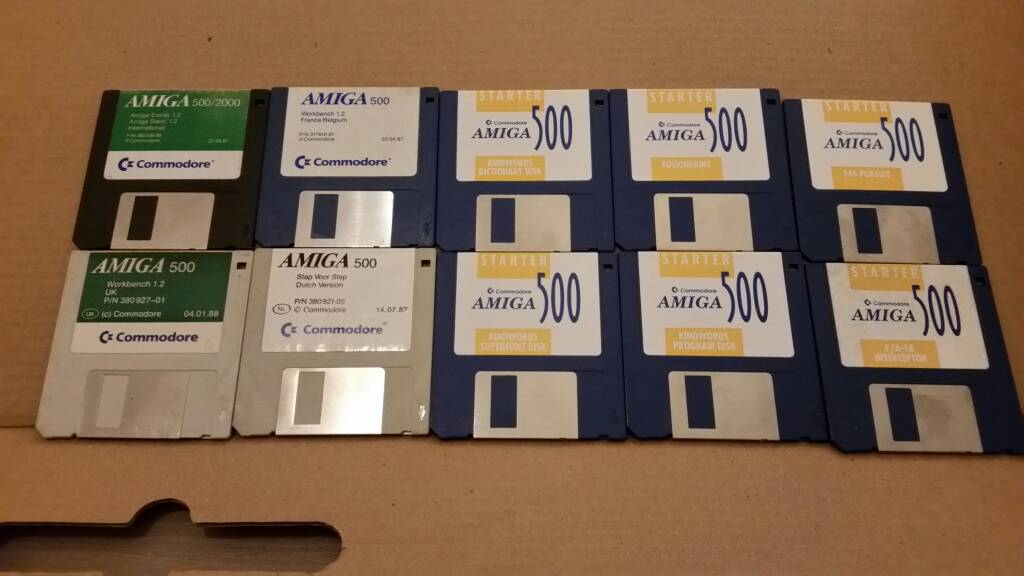 AMIGA 500/2000
Amiga Extras 1.2
Amiga Basic 1.2
International
Commodore
AMIGA 500
Workbench 1.2
France/Belgium
Commodore
23.04.87
Commodore
STARTER
Commodore
AMIGA 500
KINDWORDS
DICTIONARY DISK
STARTER
Commodore
AMIGA 500
FUSIONPAINT
STARTER
Commodore
AMIGA 500
F40 PURSUIT
AMIGA 500
Workbench 1.2
UK
P/N 380927-01
UK (c) Commodore 04.01.88
Commodore
AMIGA 500
Stap Voor Stap
Dutch Version
NL © Commodore 14.07.87
Commodore®
STARTER
Commodore
AMIGA 500
KINDWORDS
SUPERFONT DISK
STARTER
Commodore
AMIGA 500
KINDWORDS
PROGRAM DISK
STARTER
Commodore
AMIGA 500
F/A-18
INTERCEPTOR